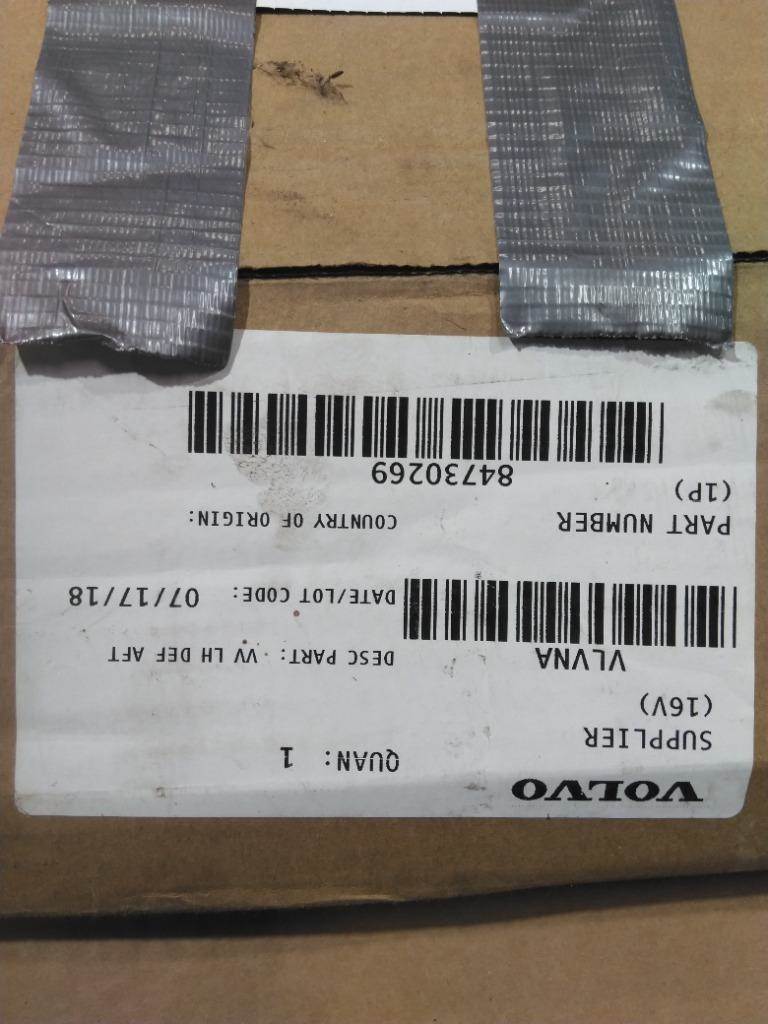 VOLVO
SUPPLIER
(16V)
VLVNA
QUAN: 1
DESC PART: VV LH DEF AFT
DATE/LOT CODE: 07/17/18
PART NUMBER
(1P)
COUNTRY OF ORIGIN:
84730269